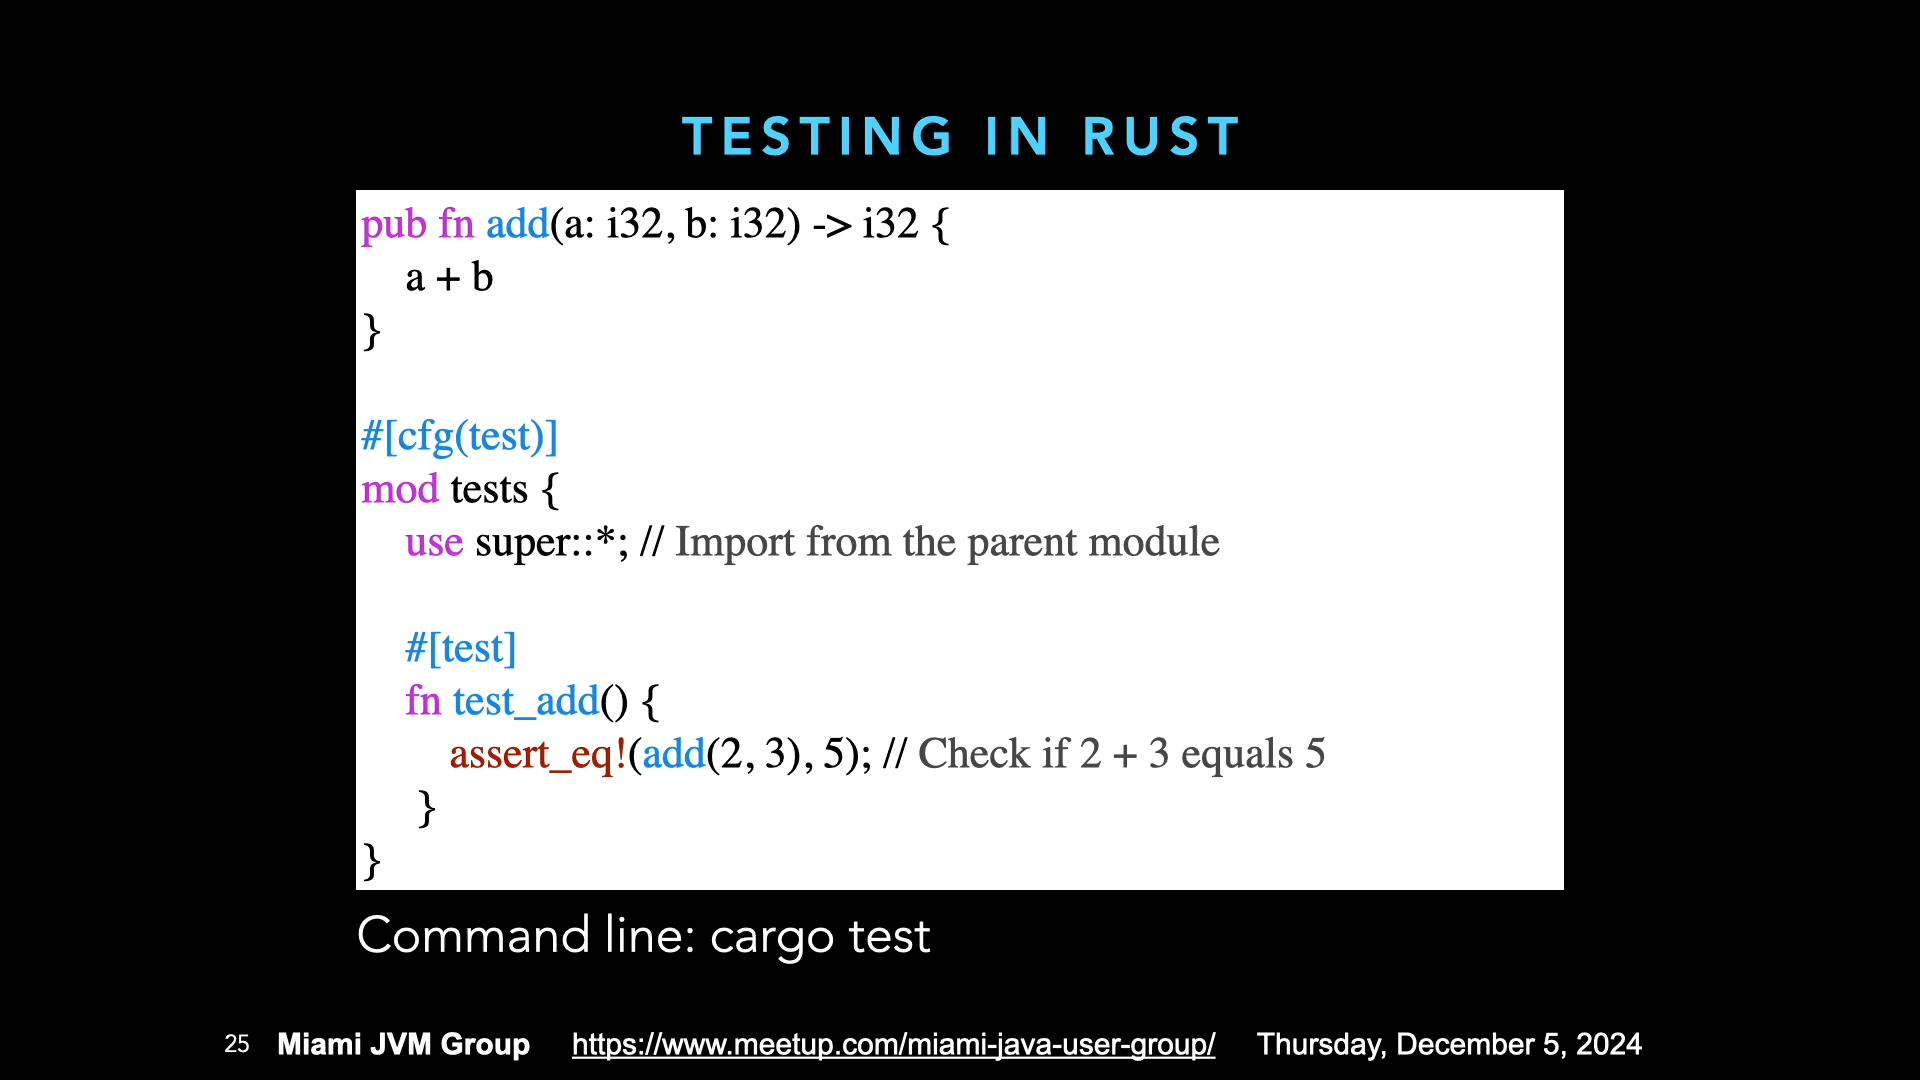 TESTING IN RUST
pub fn add(a: i32, b: i32) -> i32 {
    a + b
}
#[cfg(test)]
mod tests {
    use super::*; // Import from the parent module
    #[test]
    fn test_add() {
        assert_eq!(add(2, 3), 5); // Check if 2 + 3 equals 5
     }
}
Command line: cargo test
25 Miami JVM Group https://www.meetup.com/miami-java-user-group/ Thursday, December 5, 2024